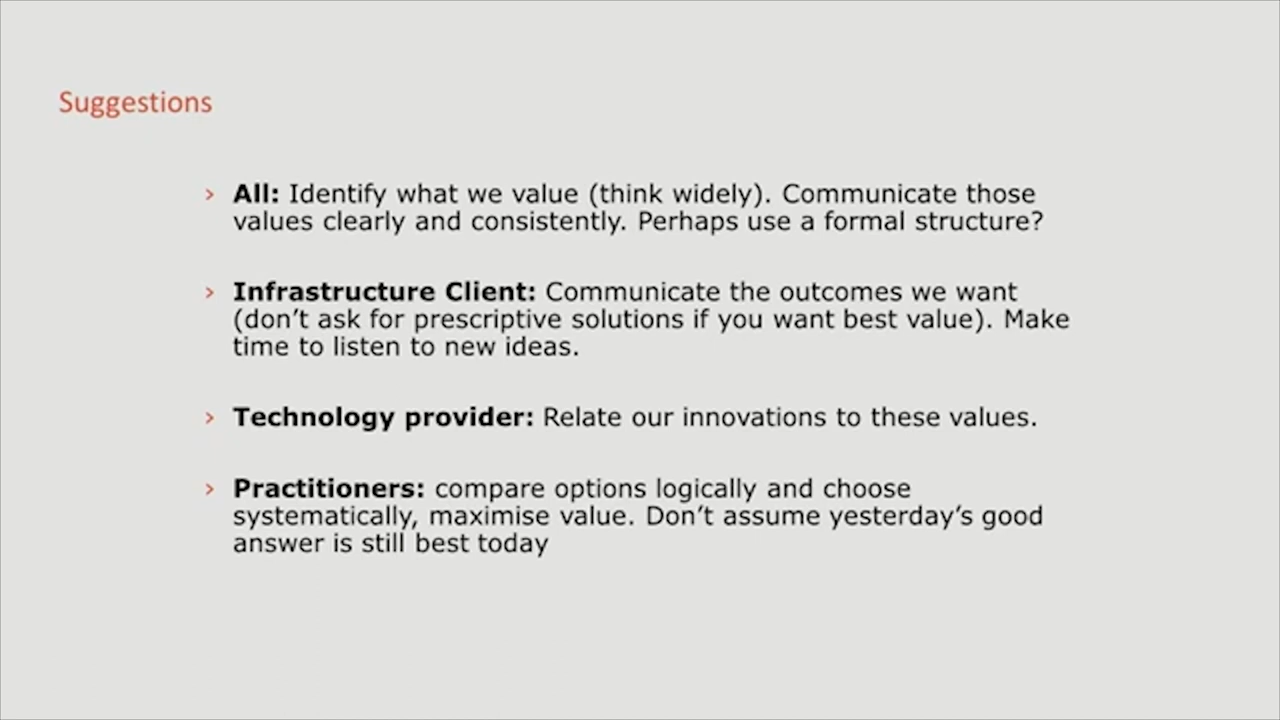 Suggestions
› All: Identify what we value (think widely). Communicate those
values clearly and consistently. Perhaps use a formal structure?
› Infrastructure Client: Communicate the outcomes we want
(don’t ask for prescriptive solutions if you want best value). Make
time to listen to new ideas.
› Technology provider: Relate our innovations to these values.
› Practitioners: compare options logically and choose
systematically, maximise value. Don’t assume yesterday’s good
answer is still best today